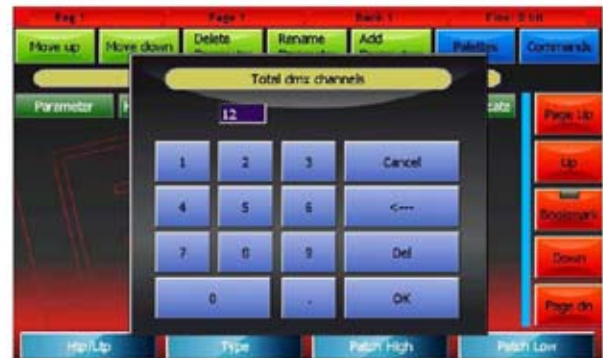 Page 1
Move up Move down Delete Rename Add Palettes Commands
Total dmx channels
Parameter
12
Page Up
1 2 3 Cancel
Up
4 5 6 <---
Bookmark
7 8 9 Del
Down
0 . OK
Page dn
Htp/Ltp Type Patch High Patch Low